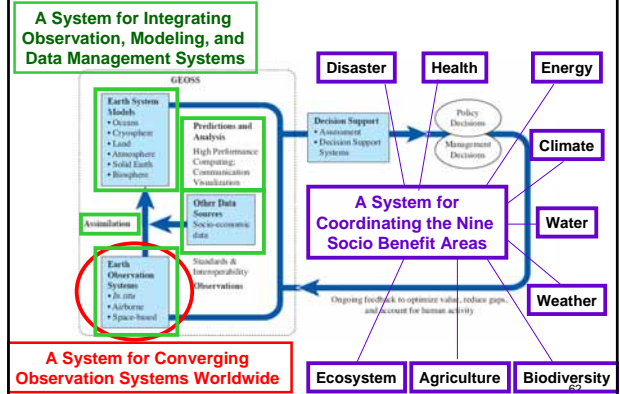 A System for Integrating
Observation, Modeling, and
Data Management Systems
GEOSS
Earth System
Models
• Oceans
• Cryosphere
• Land
• Atmosphere
• Solid Earth
• Biosphere
Predictions and
Analysis
High Performance
Computing;
Communication
Visualization
Other Data
Sources
Socio-economic
data
Assimilation
Standards &
Interoperability
Observations
Earth
Observation
Systems
• In situ
• Airborne
• Space-based
A System for Converging
Observation Systems Worldwide
Decision Support
• Assessment
• Decision Support
Systems
Policy
Decisions
Management
Decisions
Disaster
Health
Energy
Climate
Water
Weather
A System for
Coordinating the Nine
Socio Benefit Areas
Ongoing feedback to optimize value, reduce gaps,
and account for human activity
Ecosystem
Agriculture
Biodiversity
62